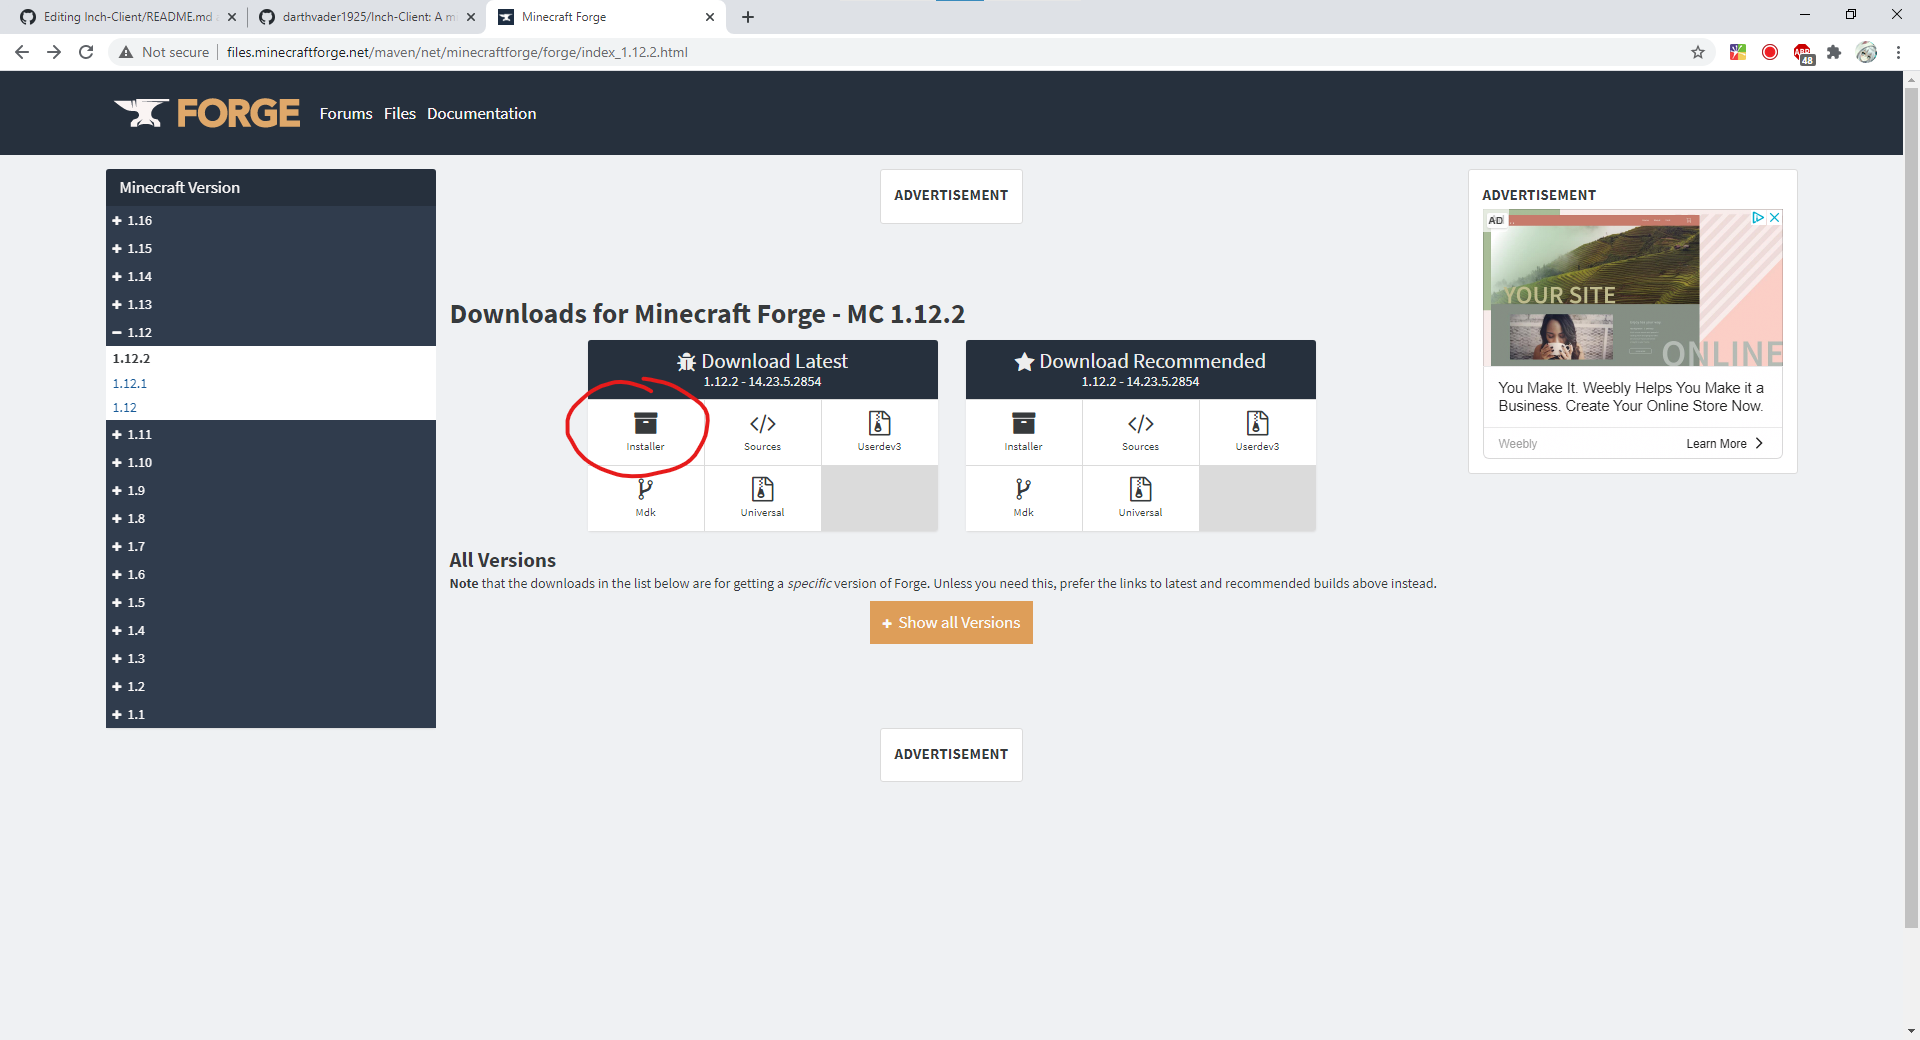 Editing Inch-Client/README.md
darthvader1925/Inch-Client: A m
Minecraft Forge
Not secure
files.minecraftforge.net/maven/net/minecraftforge/forge/index_1.12.2.html
ABP
48
FORGE
Forums Files Documentation
Minecraft Version
1.16
1.15
1.14
1.13
1.12
1.12.2
1.12.1
1.12
1.11
1.10
1.9
1.8
1.7
1.6
1.5
1.4
1.3
1.2
1.1
ADVERTISEMENT
Downloads for Minecraft Forge - MC 1.12.2
Download Latest
1.12.2 - 14.23.5.2854
Installer
Sources
Userdev3
Mdk
Universal
Download Recommended
1.12.2 - 14.23.5.2854
Installer
Sources
Userdev3
Mdk
Universal
All Versions
Note that the downloads in the list below are for getting a specific version of Forge. Unless you need this, prefer the links to latest and recommended builds above instead.
Show all Versions
ADVERTISEMENT
ADVERTISEMENT
AD
YOUR SITE
ONLINE
You Make It. Weebly Helps You Make it a
Business. Create Your Online Store Now.
Weebly
Learn More